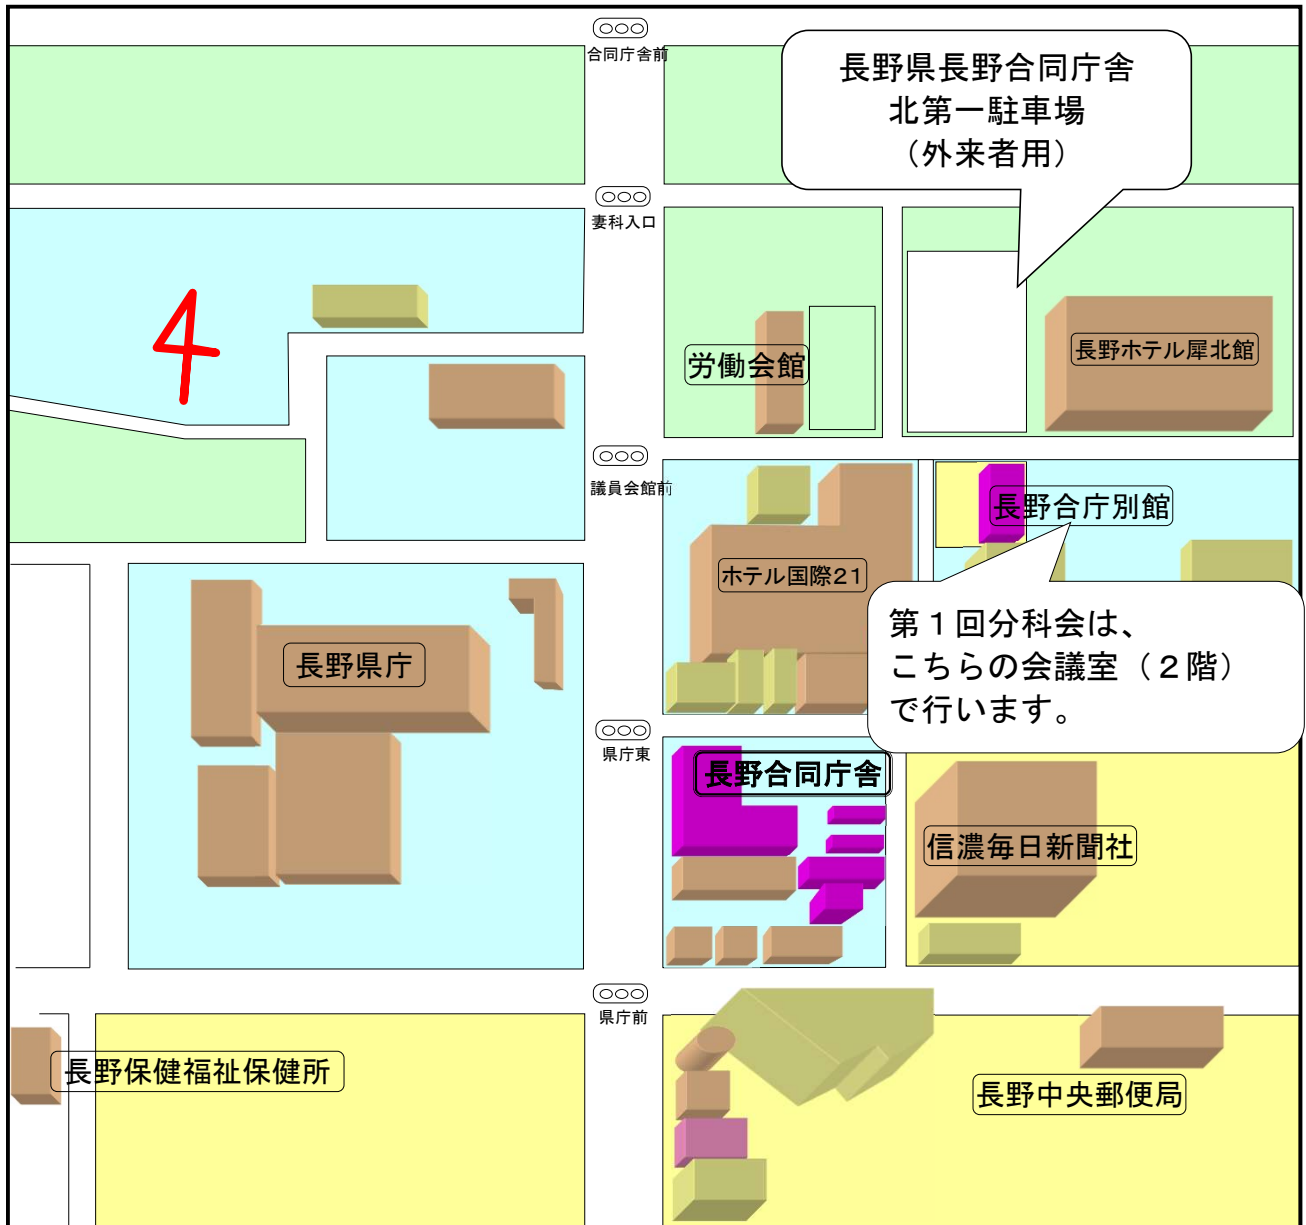 合同庁舎前
長野県長野合同庁舎
北第一駐車場
（外来者用）
妻科入口
4
労働会館
長野ホテル犀北館
議員会館前
長野合庁別館
ホテル国際21
第１回分科会は、
こちらの会議室（２階）
で行います。
長野県庁
県庁東
長野合同庁舎
信濃毎日新聞社
県庁前
長野保健福祉保健所
長野中央郵便局